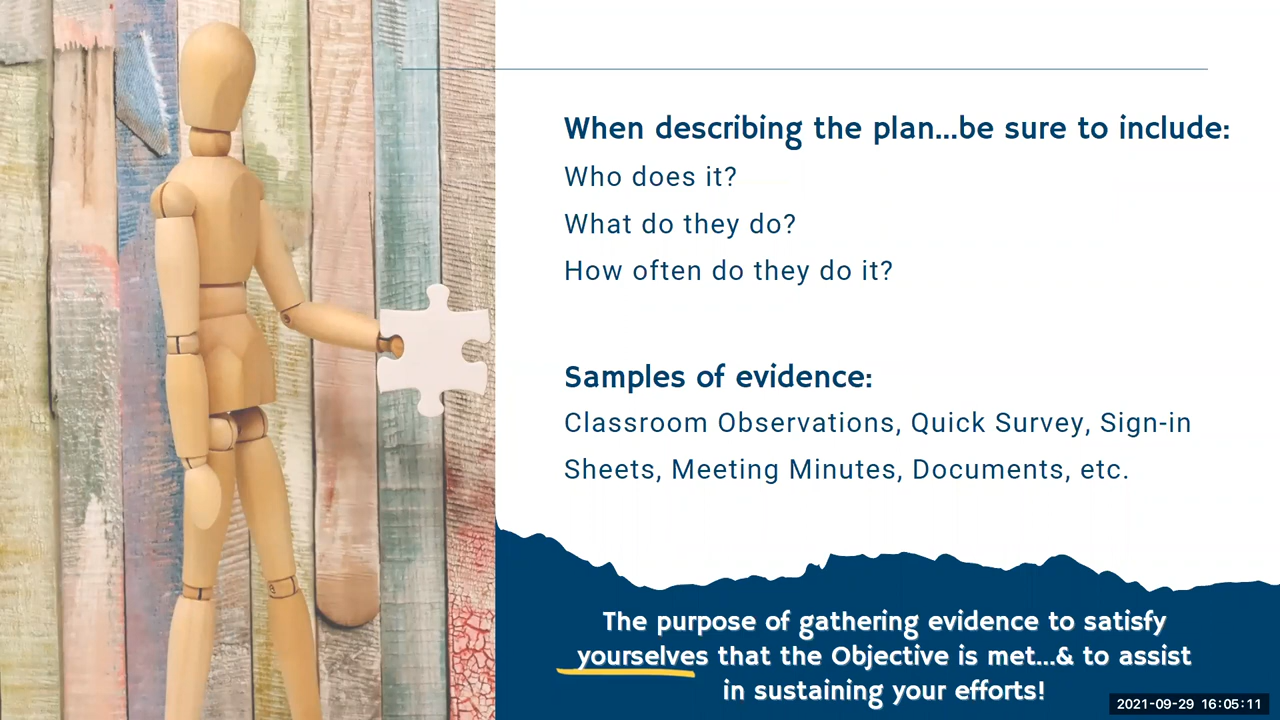 When describing the plan...be sure to include:
Who does it?
What do they do?
How often do they do it?
Samples of evidence:
Classroom Observations, Quick Survey, Sign-in
Sheets, Meeting Minutes, Documents, etc.
The purpose of gathering evidence to satisfy
yourselves that the Objective is met...& to assist
in sustaining your efforts!
2021-09-29 16:05:11